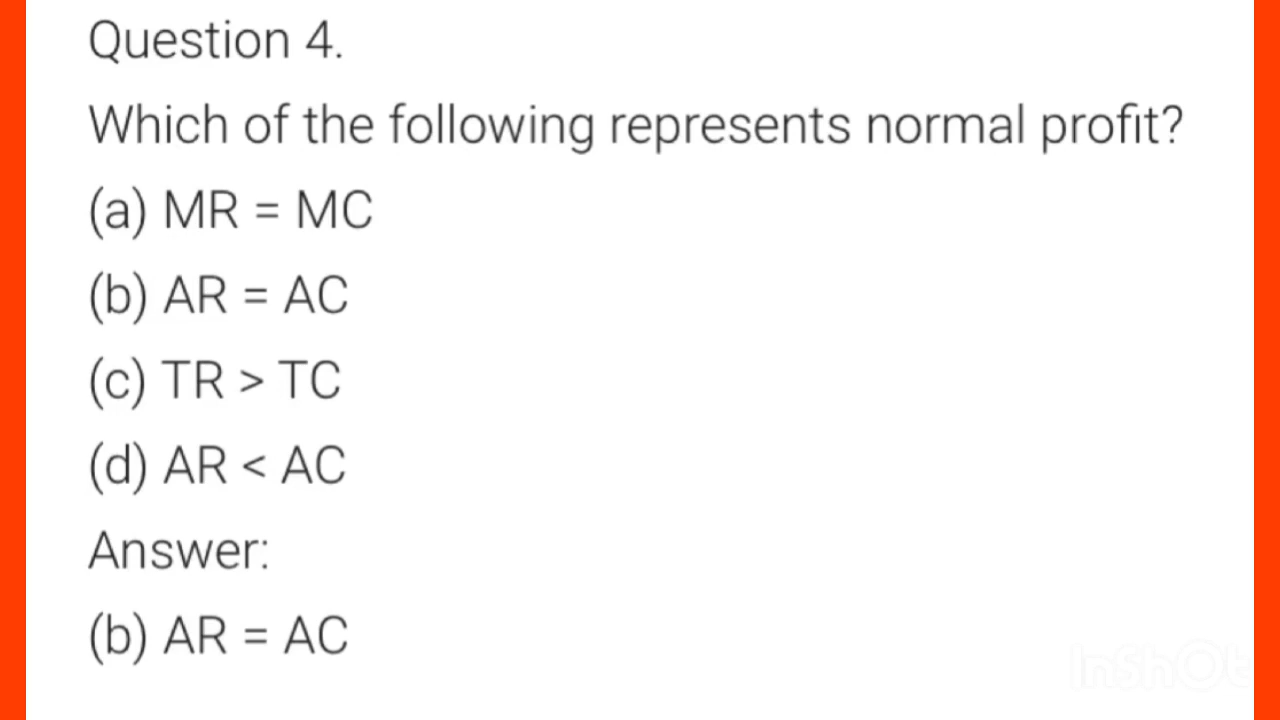 Question 4.
Which of the following represents normal profit?
(a) MR = MC
(b) AR = AC
(c) TR > TC
(d) AR < AC
Answer:
(b) AR = AC
InShOt